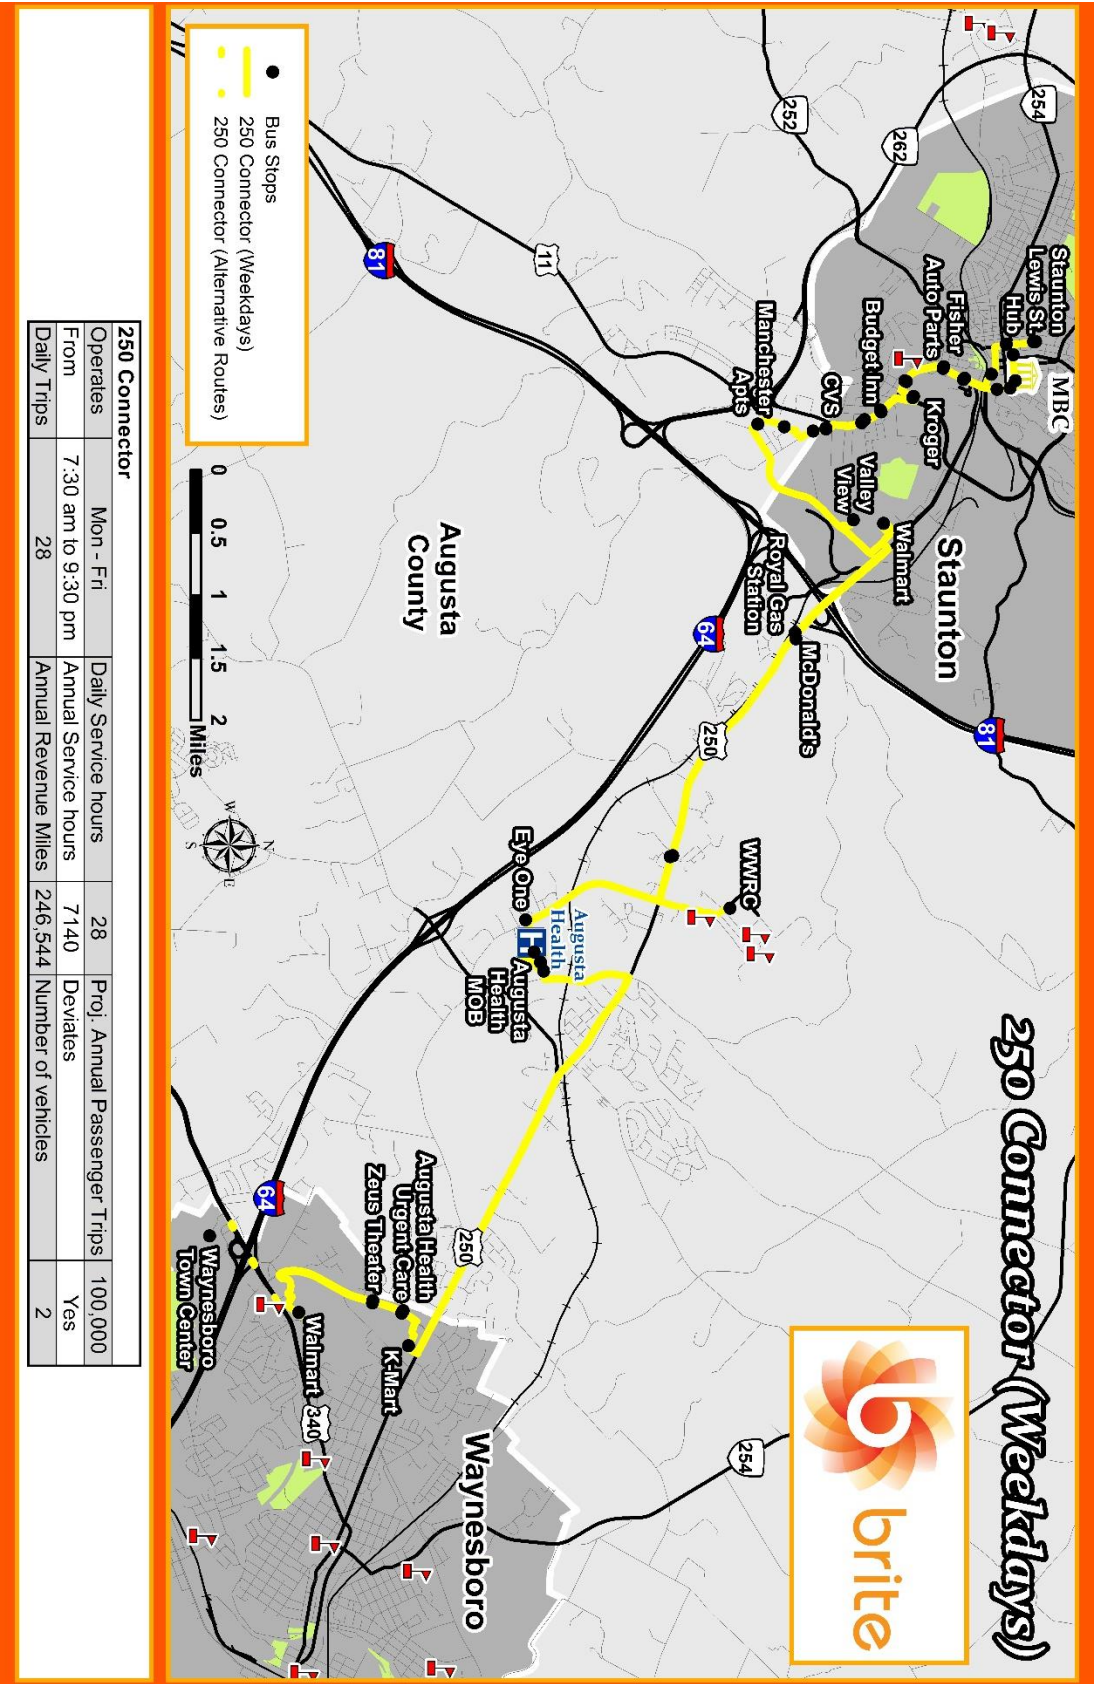 250 Connector (Weekdays)
brite
254
252
262
11
81
81
64
64
250
250
254
340
Staunton
Augusta
County
Waynesboro
Staunton
Lewis St.
Hub
MBC
Fisher
Auto Parts
Kroger
Budget Inn
CVS
Manchester
Apts
Valley
View
Walmart
Royal Gas
Station
McDonald's
WWRC
Eye One
H
Augusta
Health
Augusta
Health
MOB
Augusta Health
Urgent Care
Zeus Theater
K-Mart
Walmart
Waynesboro
Town Center
Bus Stops
250 Connector (Weekdays)
250 Connector (Alternative Routes)
0 0.5 1 1.5 2
Miles
N
W E
S
250 Connector
Operates Mon - Fri Daily Service hours 28 Proj. Annual Passenger Trips 100,000
From 7:30 am to 9:30 pm Annual Service hours 7140 Deviates Yes
Daily Trips 28 Annual Revenue Miles 246,544 Number of vehicles 2